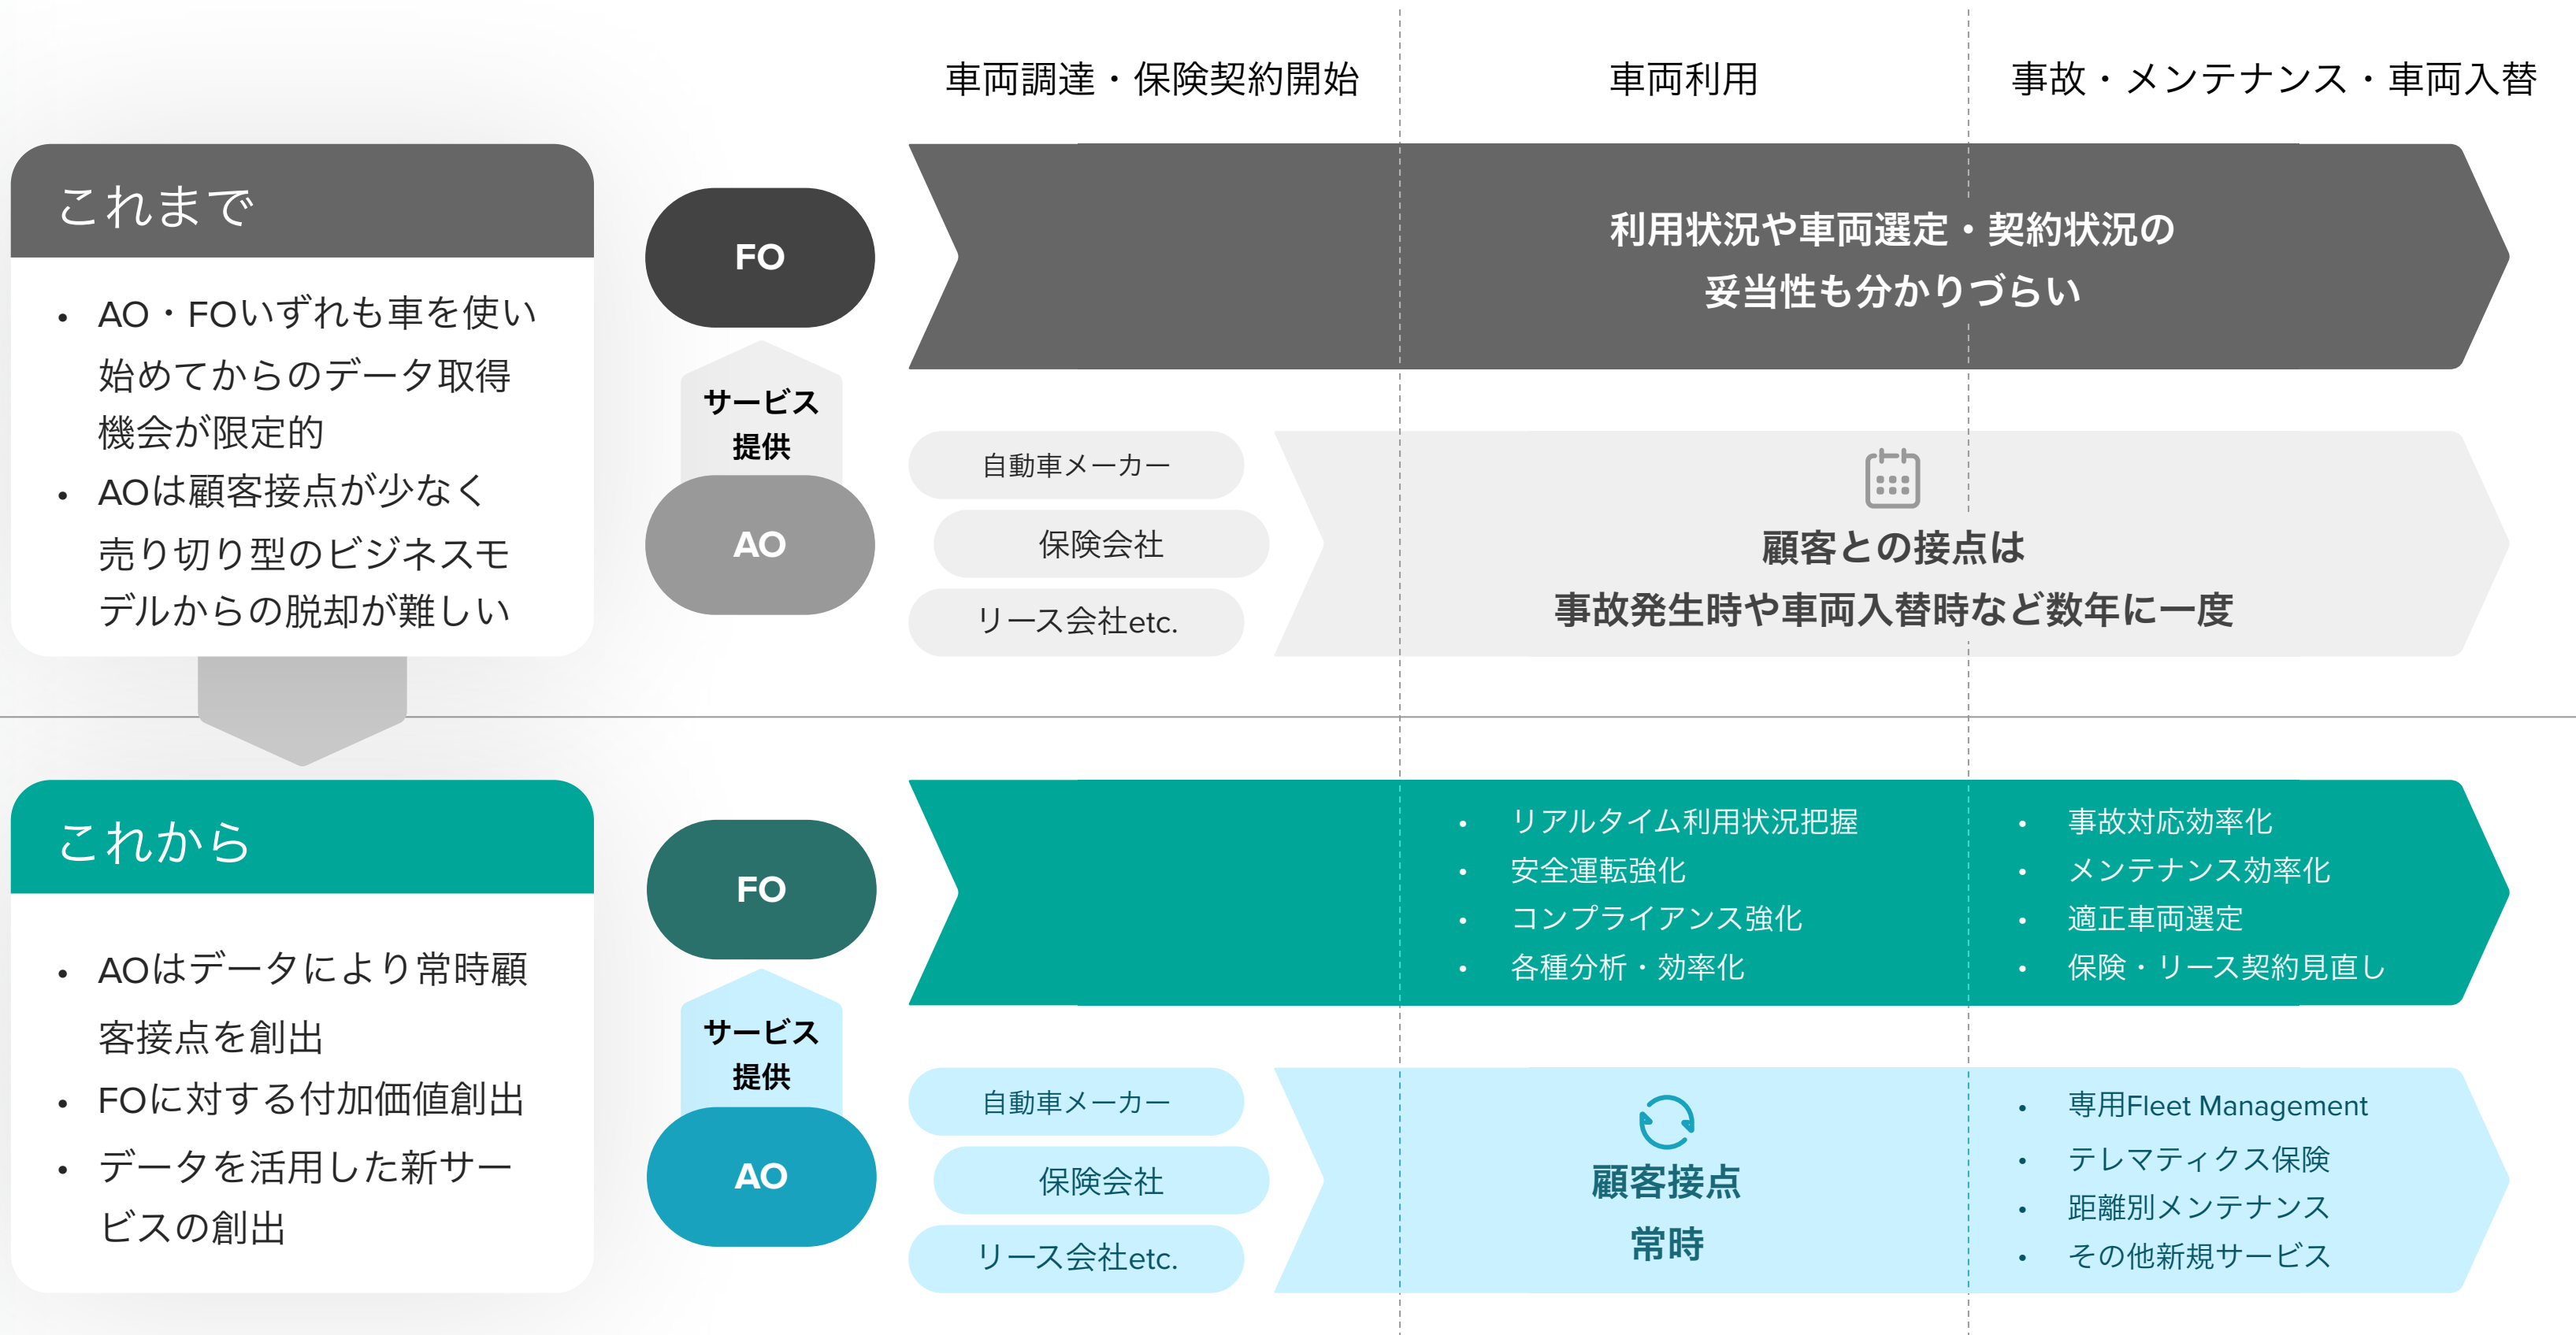 車両調達・保険契約開始
車両利用
事故・メンテナンス・車両入替
これまで
・ AO・FOいずれも車を使い
始めてからのデータ取得
機会が限定的
・ AOは顧客接点が少なく
売り切り型のビジネスモ
デルからの脱却が難しい
FO
サービス
提供
AO
利用状況や車両選定・契約状況の
妥当性も分かりづらい
自動車メーカー
保険会社
リース会社etc.
顧客との接点は
事故発生時や車両入替時など数年に一度
これから
・ AOはデータにより常時顧
客接点を創出
・ FOに対する付加価値創出
・ データを活用した新サー
ビスの創出
FO
サービス
提供
AO
・ リアルタイム利用状況把握
・ 安全運転強化
・ コンプライアンス強化
・ 各種分析・効率化
・ 事故対応効率化
・ メンテナンス効率化
・ 適正車両選定
・ 保険・リース契約見直し
自動車メーカー
保険会社
リース会社etc.
顧客接点
常時
・ 専用Fleet Management
・ テレマティクス保険
・ 距離別メンテナンス
・ その他新規サービス